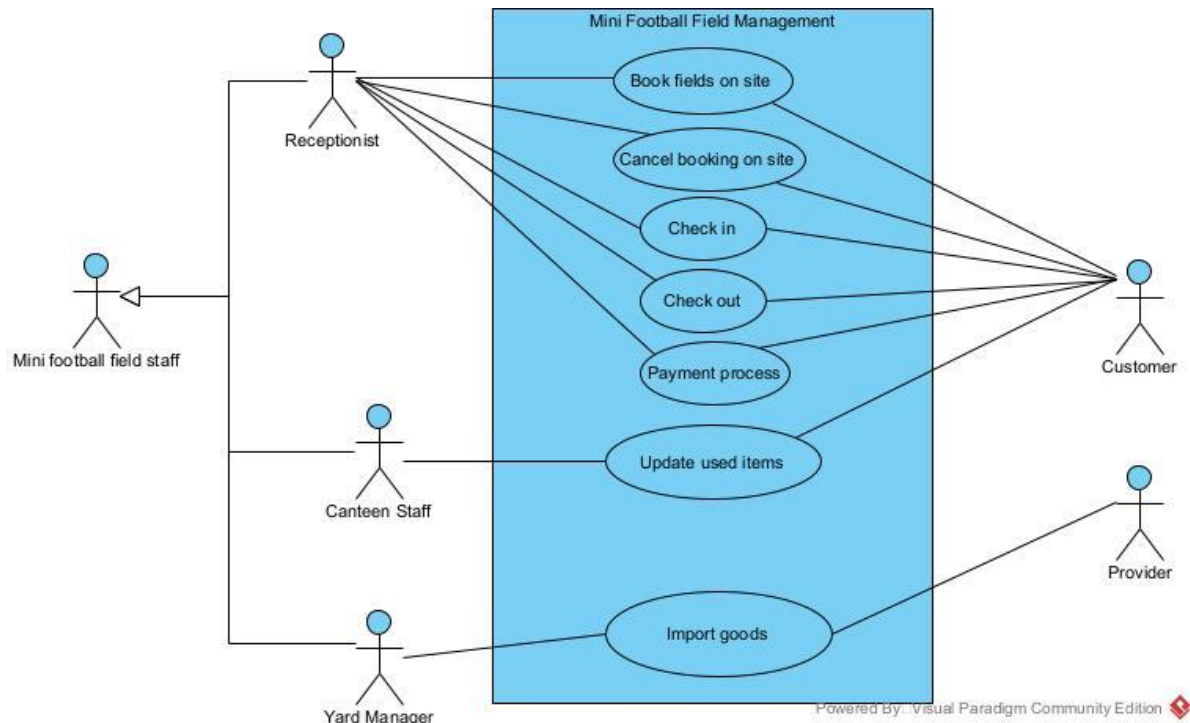 Mini Football Field Management
Book fields on site
Receptionist
Cancel booking on site
Check in
Check out
Mini football field staff
Customer
Payment process
Update used items
Canteen Staff
Provider
Import goods
Yard Manager
Powered By: Visual Paradigm Community Edition